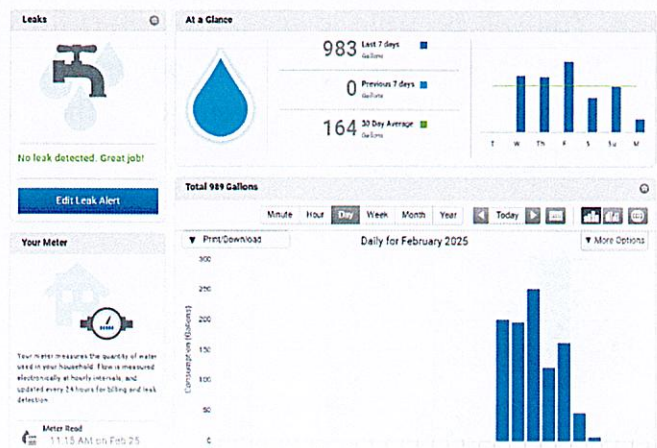 Leaks
No leak detected. Great job!
Edit Leak Alert
Your Meter
Your meter measures the quantity of water
used in your household. Flow is measured
electronically at hourly intervals, and
updated every 24 hours for billing and leak
detection.
Meter Read
11:15 AM on Feb 25
At a Glance
983 Last 7 days
Gallons
0 Previous 7 days
Gallons
164 30 Day Average
Gallons
T W Th F S Su M
Total 989 Gallons
Minute Hour Day Week Month Year Today
▼ Print/Download
Daily for February 2025
▼ More Options
Consumption (Gallons)
300
250
200
150
100
50
0